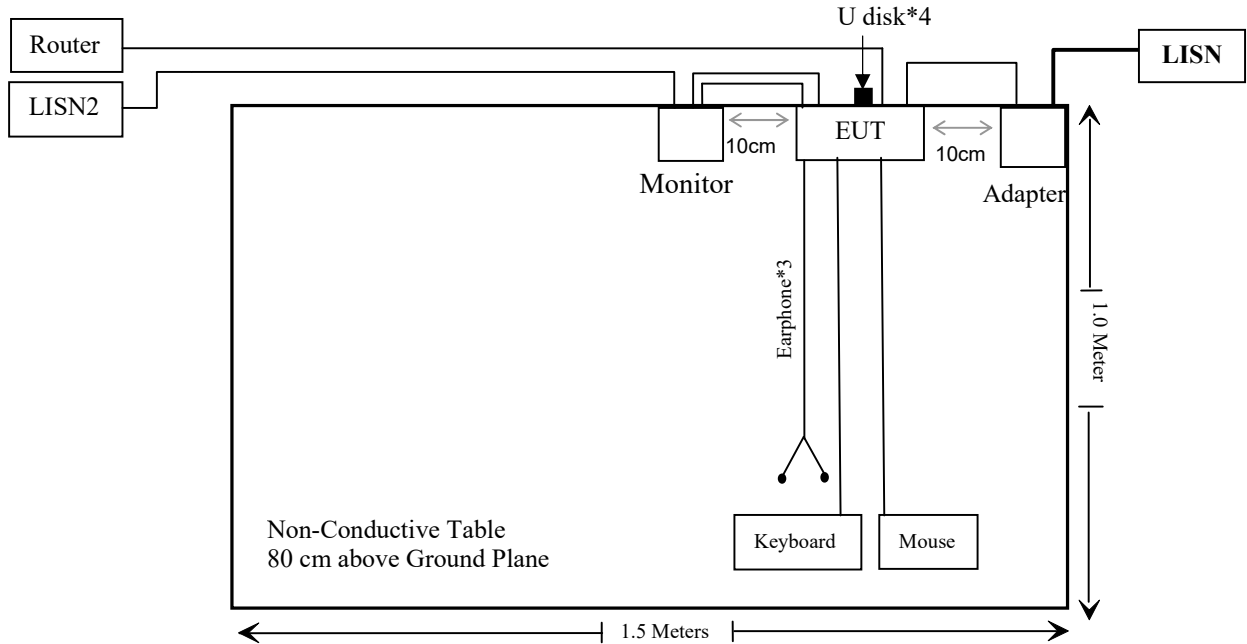 U disk*4
Router
LISN
LISN2
EUT
10cm
10cm
Monitor
Adapter
Earphone*3
1.0 Meter
Non-Conductive Table
80 cm above Ground Plane
Keyboard
Mouse
1.5 Meters